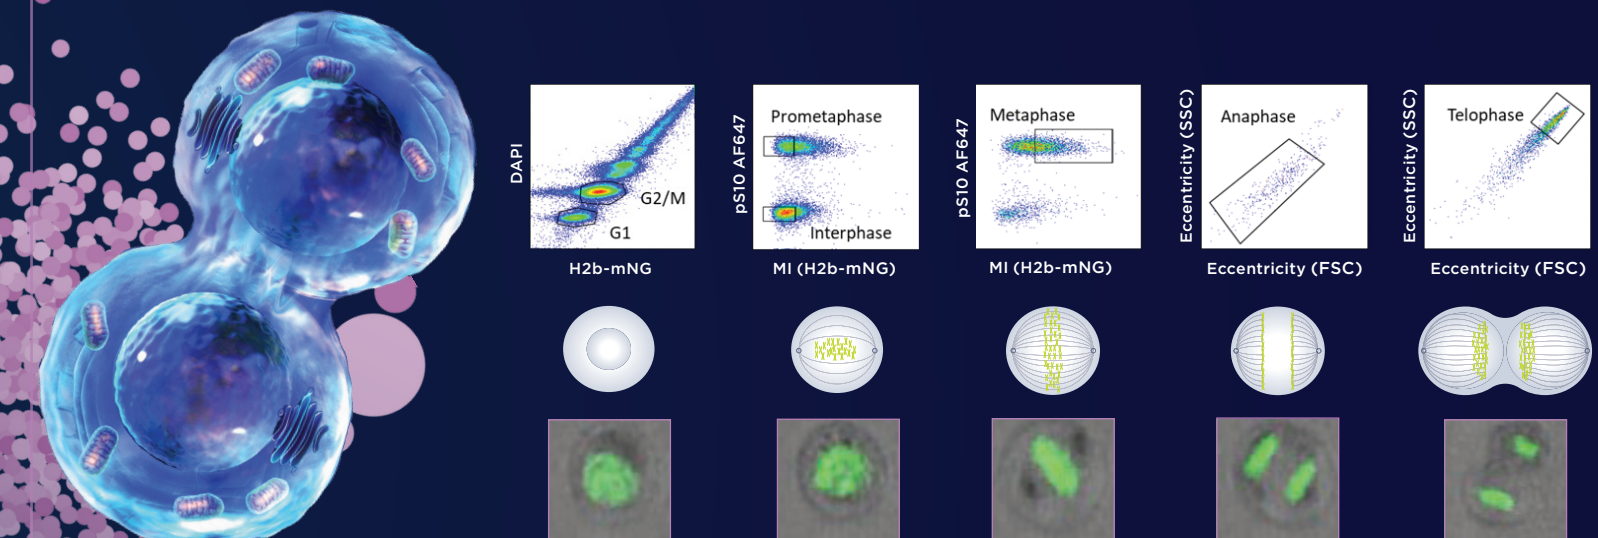 DAPI
G2/M
G1
H2b-mNG
pS10 AF647
Prometaphase
Interphase
MI (H2b-mNG)
pS10 AF647
Metaphase
MI (H2b-mNG)
Eccentricity (SSC)
Anaphase
Eccentricity (FSC)
Eccentricity (SSC)
Telophase
Eccentricity (FSC)